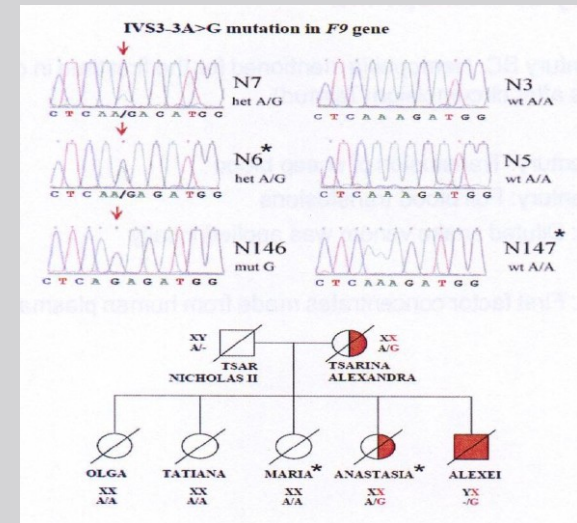 IVS3-3A>G mutation in F9 gene
N7
het A/G
C T C A A/G A C A T G G
N3
wt A/A
C T C A A A G A T G G
N6*
het A/G
C T C A A/G A G A T G G
N5
wt A/A
C T C A A A G A T G G
N146
mut G
C T C A G A G A T G G
N147*
wt A/A
C T C A A A G A T G G
XY
A/-
TSAR
NICHOLAS II
XX
A/G
TSARINA
ALEXANDRA
OLGA
XX
A/A
TATIANA
XX
A/A
MARIA*
XX
A/A
ANASTASIA*
XX
A/G
ALEXEI
YX
-/G